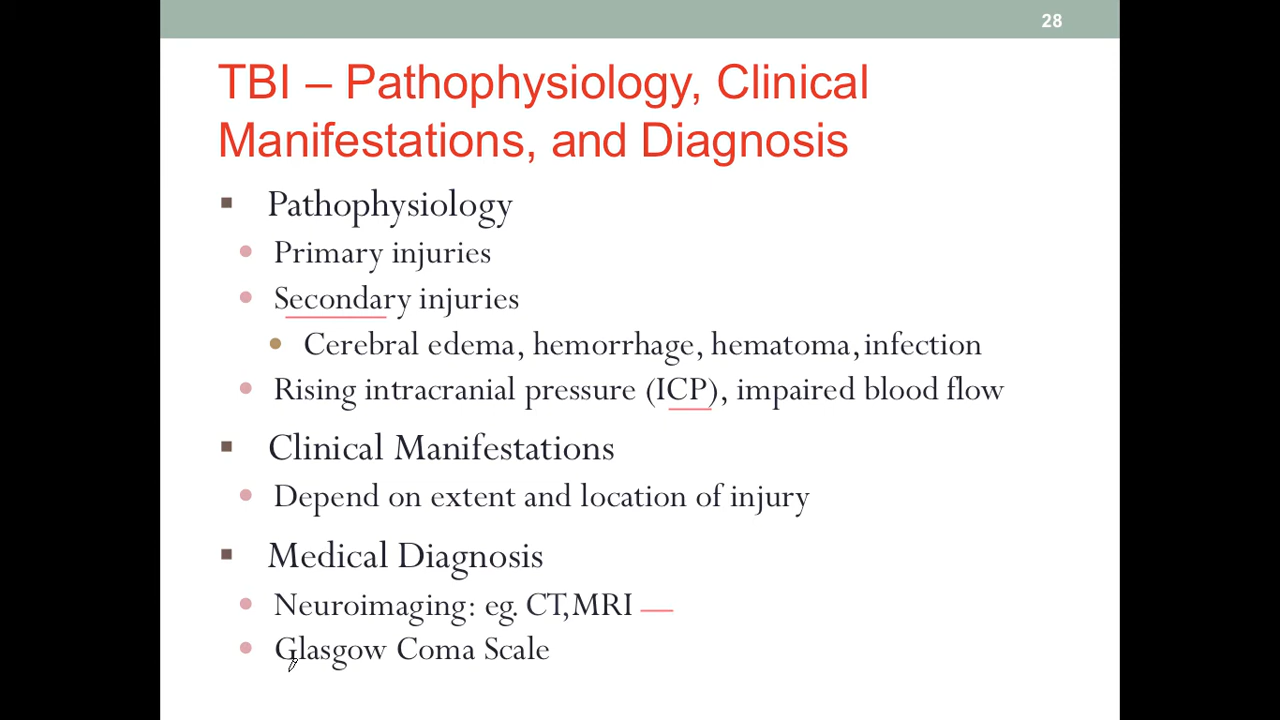 28
TBI – Pathophysiology, Clinical
Manifestations, and Diagnosis
Pathophysiology
Primary injuries
Secondary injuries
Cerebral edema, hemorrhage, hematoma, infection
Rising intracranial pressure (ICP), impaired blood flow
Clinical Manifestations
Depend on extent and location of injury
Medical Diagnosis
Neuroimaging: eg. CT, MRI
Glasgow Coma Scale